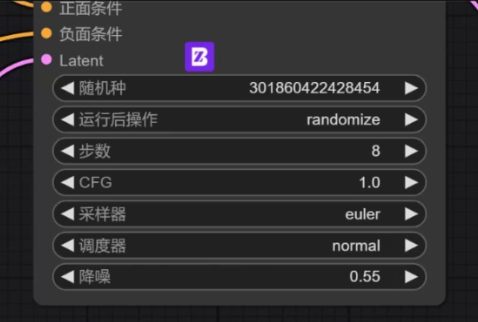 正面条件
负面条件
Latent
随机种 301860422428454
运行后操作 randomize
步数 8
CFG 1.0
采样器 euler
调度器 normal
降噪 0.55